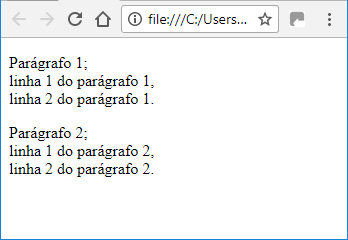 file:///C:/Users...
Parágrafo 1;
linha 1 do parágrafo 1,
linha 2 do parágrafo 1.
Parágrafo 2;
linha 1 do parágrafo 2,
linha 2 do parágrafo 2.